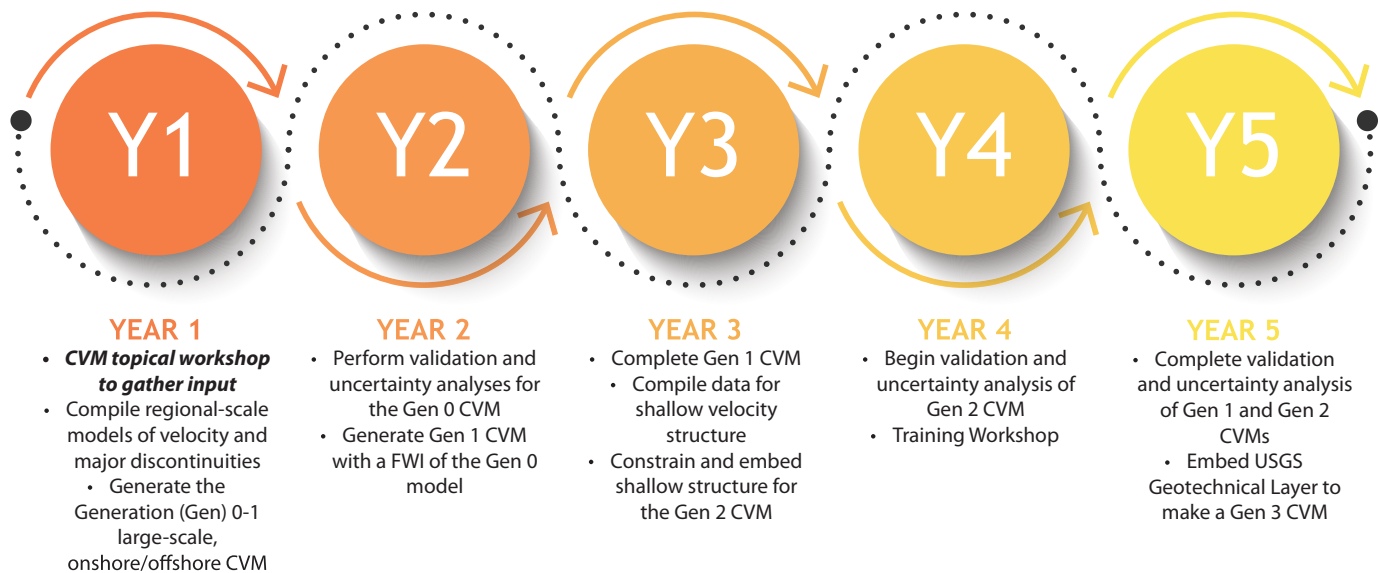 Y1
Y2
Y3
Y4
Y5
YEAR 1
• CVM topical workshop
to gather input
• Compile regional-scale
models of velocity and
major discontinuities
• Generate the
Generation (Gen) 0-1
large-scale,
onshore/offshore CVM
YEAR 2
• Perform validation and
uncertainty analyses for
the Gen 0 CVM
• Generate Gen 1 CVM
with a FWI of the Gen 0
model
YEAR 3
• Complete Gen 1 CVM
• Compile data for
shallow velocity
structure
• Constrain and embed
shallow structure for
the Gen 2 CVM
YEAR 4
• Begin validation and
uncertainty analysis of
Gen 2 CVM
• Training Workshop
YEAR 5
• Complete validation
and uncertainty analysis
of Gen 1 and Gen 2
CVMs
• Embed USGS
Geotechnical Layer to
make a Gen 3 CVM